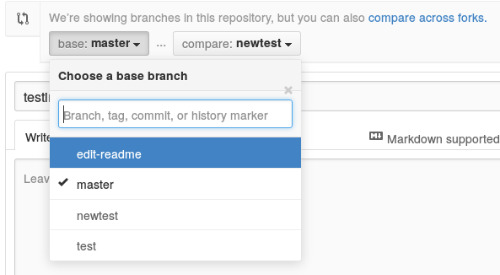 We're showing branches in this repository, but you can also compare across forks.
base: master ... compare: newtest
Choose a base branch
Branch, tag, commit, or history marker
Write
Markdown supported
edit-readme
master
newtest
test
Leav